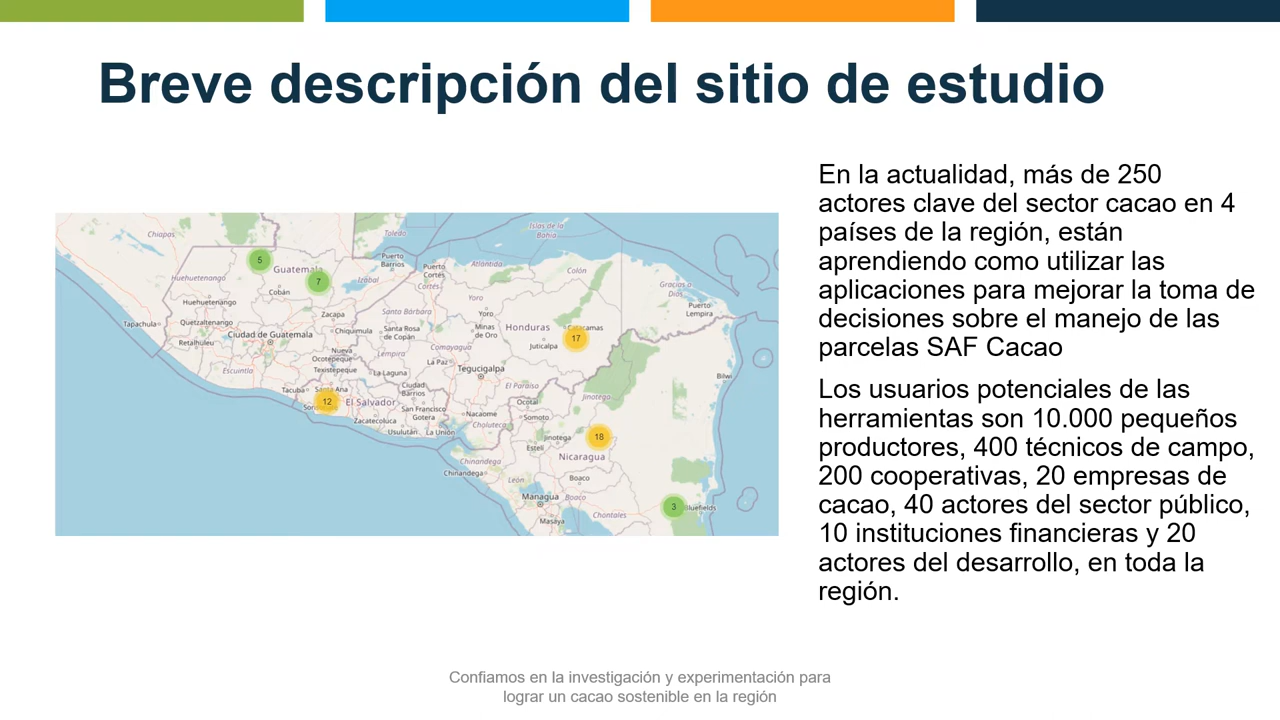 Breve descripción del sitio de estudio
En la actualidad, más de 250
actores clave del sector cacao en 4
países de la región, están
aprendiendo como utilizar las
aplicaciones para mejorar la toma de
decisiones sobre el manejo de las
parcelas SAF Cacao
Los usuarios potenciales de las
herramientas son 10.000 pequeños
productores, 400 técnicos de campo,
200 cooperativas, 20 empresas de
cacao, 40 actores del sector público,
10 instituciones financieras y 20
actores del desarrollo, en toda la
región.
Chiapas
Toledo
Islas de la
Bahía
Puerto
Barrios
Puerto
Cortés
Atlántida
Colón
5
Guatemala
7
Izabal
Cortés
Gracias a
Dios
Huehuetenango
Cobán
Huehuetenango
Yoro
Puerto
Lempira
Zacapa
Santa Bárbara
Yoro
Tapachula
Quetzaltenango
Santa Rosa
de Copán
Minas
de Oro
Honduras
Catacamas
17
Ciudad de Guatemala
Chiquimula
Retalhuleu
Juticalpa
Comayagua
Nueva
Ocotepeque
Lempira
La Paz
Tegucigalpa
Escuintla
Texistepeque
La Laguna
Bilwi
Tacuba
Santa Ana
Ciudad
Barrios
El Paraíso
Jinotega
12
Sonsonate
El Salvador
San Francisco
Gotera
Nacaome
Ocotal
Somoto
Zacatecoluca
Usulután
La Unión
Choluteca
18
Jinotega
Estelí
Nicaragua
Chinandega
Chinandega
León
Boaco
Managua
Boaco
3
Bluefields
Masaya
Chontales
Confiamos en la investigación y experimentación para
lograr un cacao sostenible en la región